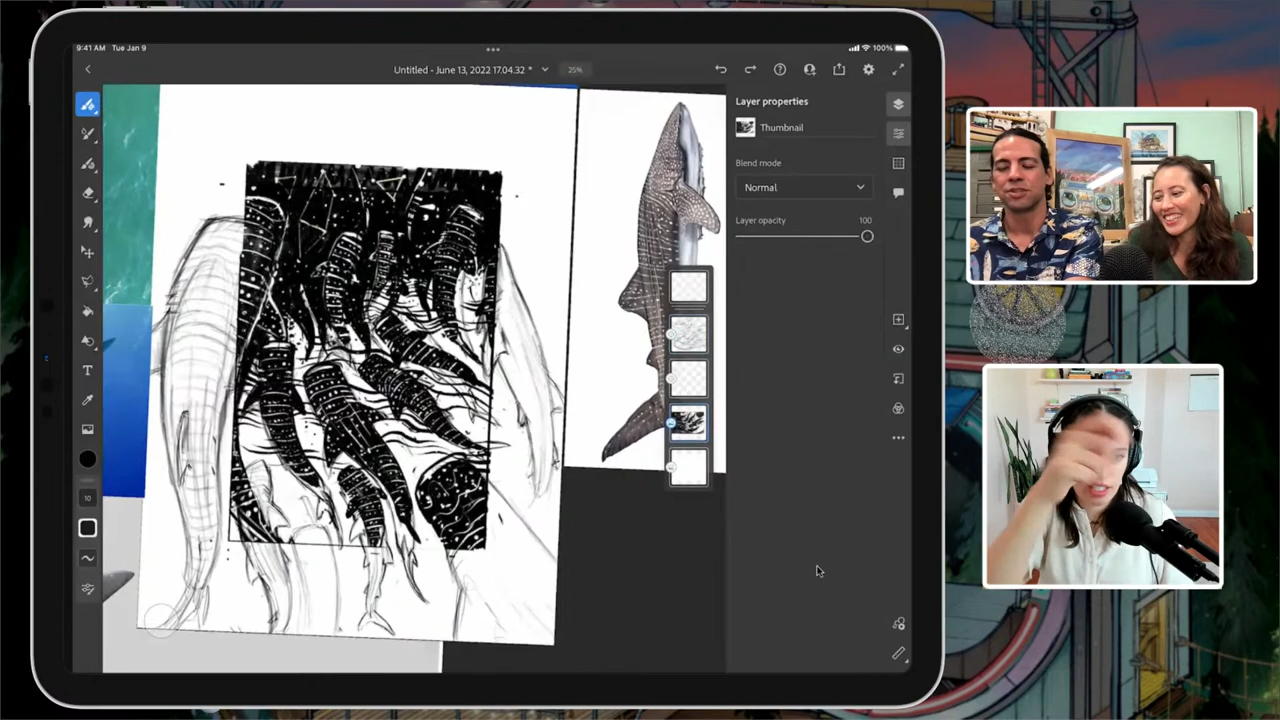 9:41 AM Tue Jan 9
100%
Untitled - June 13, 2022 17.04.32 *
25%
Layer properties
Thumbnail
Blend mode
Normal
Layer opacity
100
T
10